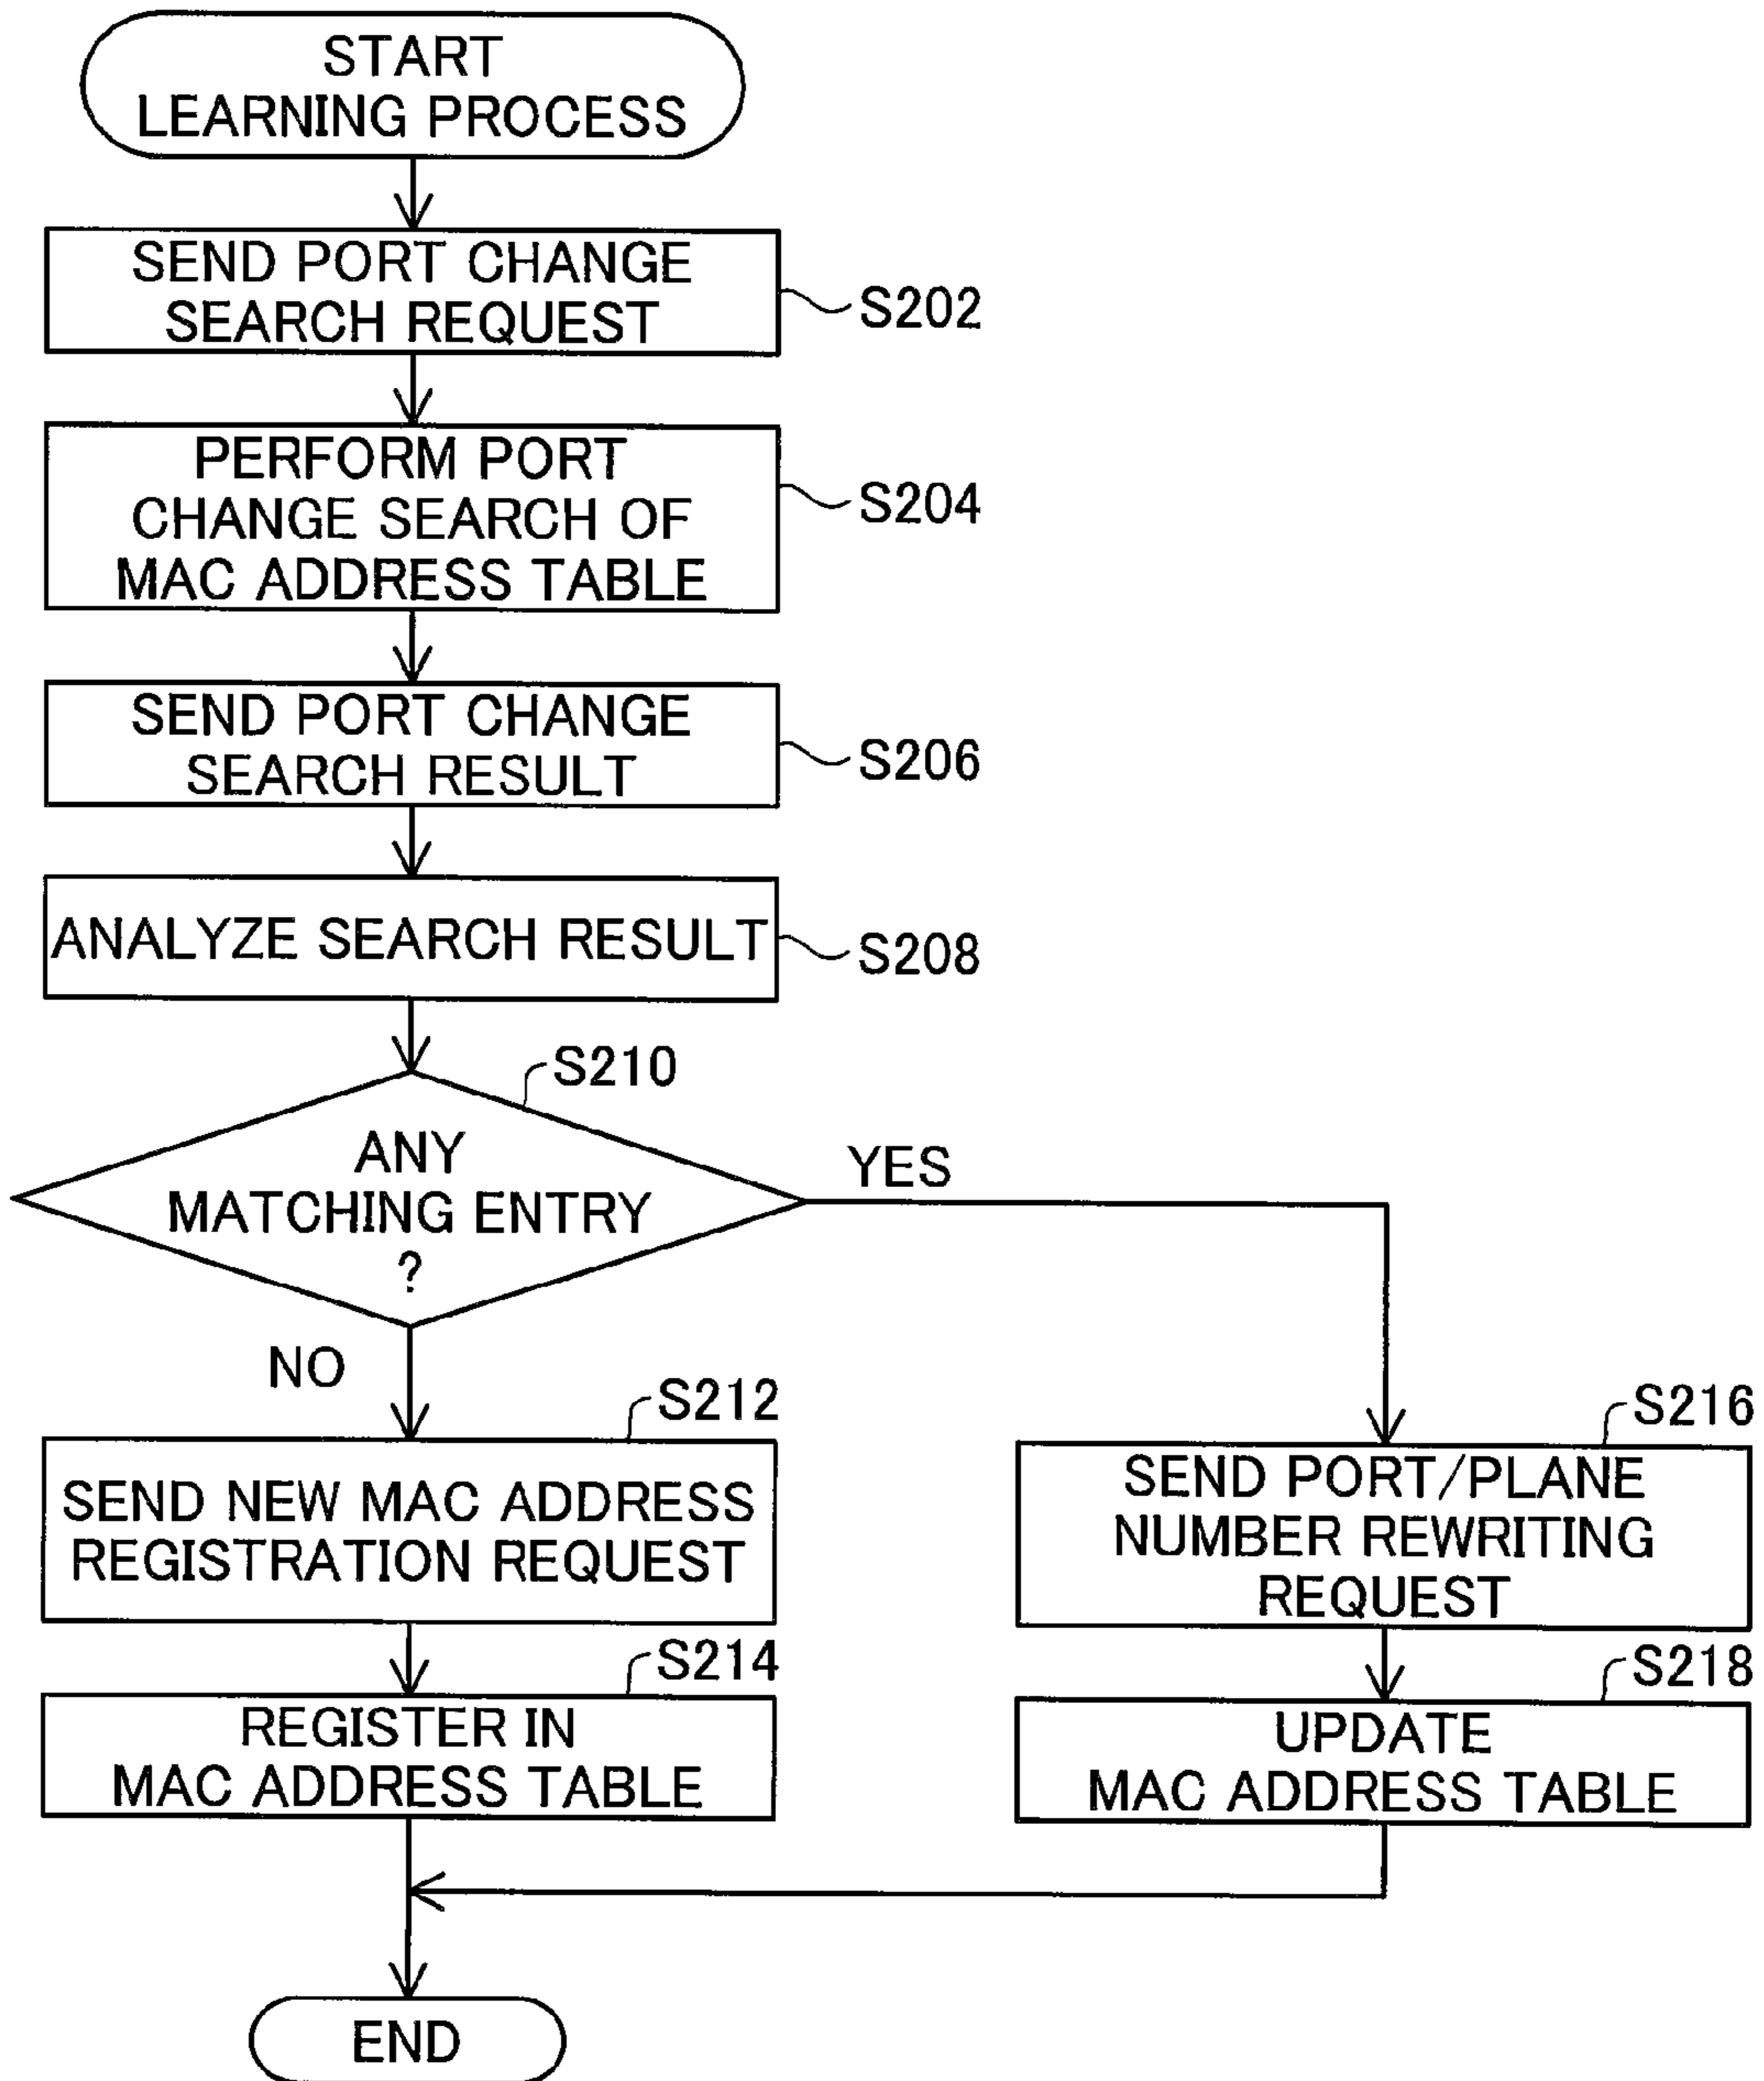 START
LEARNING PROCESS
SEND PORT CHANGE
SEARCH REQUEST
S202
PERFORM PORT
CHANGE SEARCH OF
MAC ADDRESS TABLE
S204
SEND PORT CHANGE
SEARCH RESULT
S206
ANALYZE SEARCH RESULT
S208
S210
ANY
MATCHING ENTRY
?
YES
NO
S212
SEND NEW MAC ADDRESS
REGISTRATION REQUEST
S214
REGISTER IN
MAC ADDRESS TABLE
S216
SEND PORT/PLANE
NUMBER REWRITING
REQUEST
S218
UPDATE
MAC ADDRESS TABLE
END